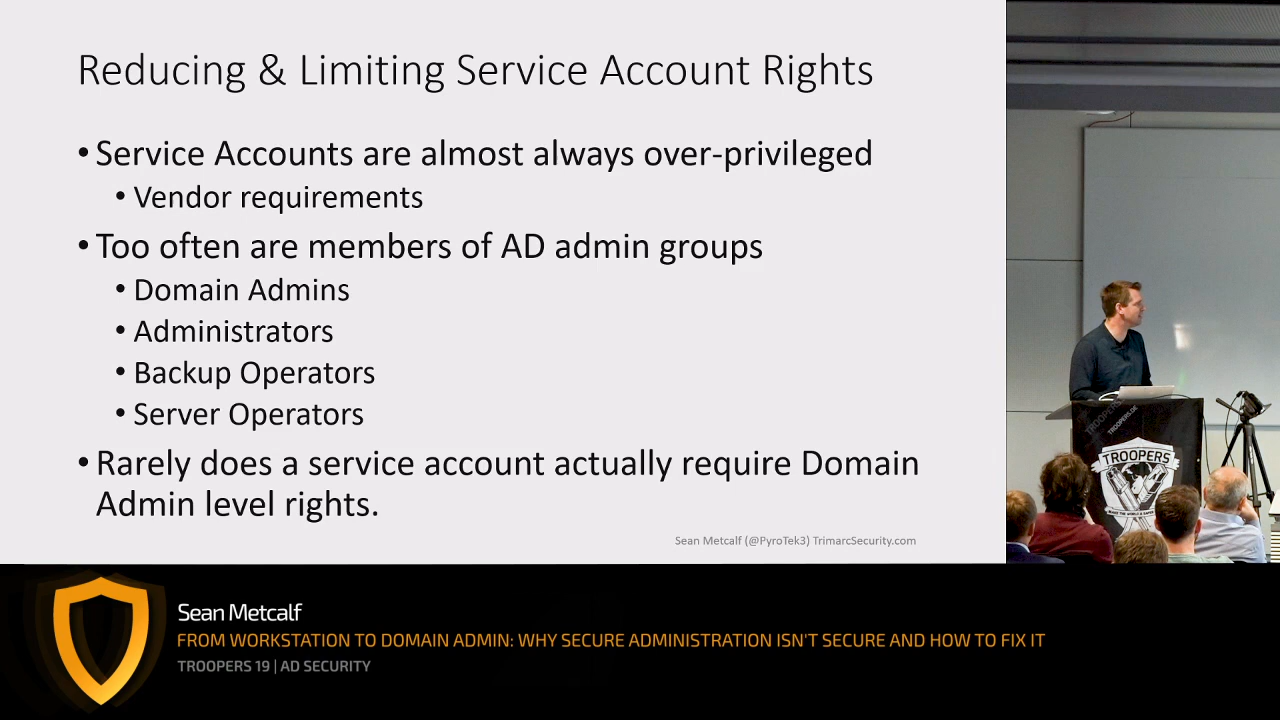 Reducing & Limiting Service Account Rights
• Service Accounts are almost always over-privileged
• Vendor requirements
• Too often are members of AD admin groups
• Domain Admins
• Administrators
• Backup Operators
• Server Operators
• Rarely does a service account actually require Domain
Admin level rights.
Sean Metcalf (@PyroTek3) TrimarcSecurity.com
TROOPERS
TROOPERS.DE
TROOPERS
Sean Metcalf
FROM WORKSTATION TO DOMAIN ADMIN: WHY SECURE ADMINISTRATION ISN'T SECURE AND HOW TO FIX IT
TROOPERS 19 | AD SECURITY